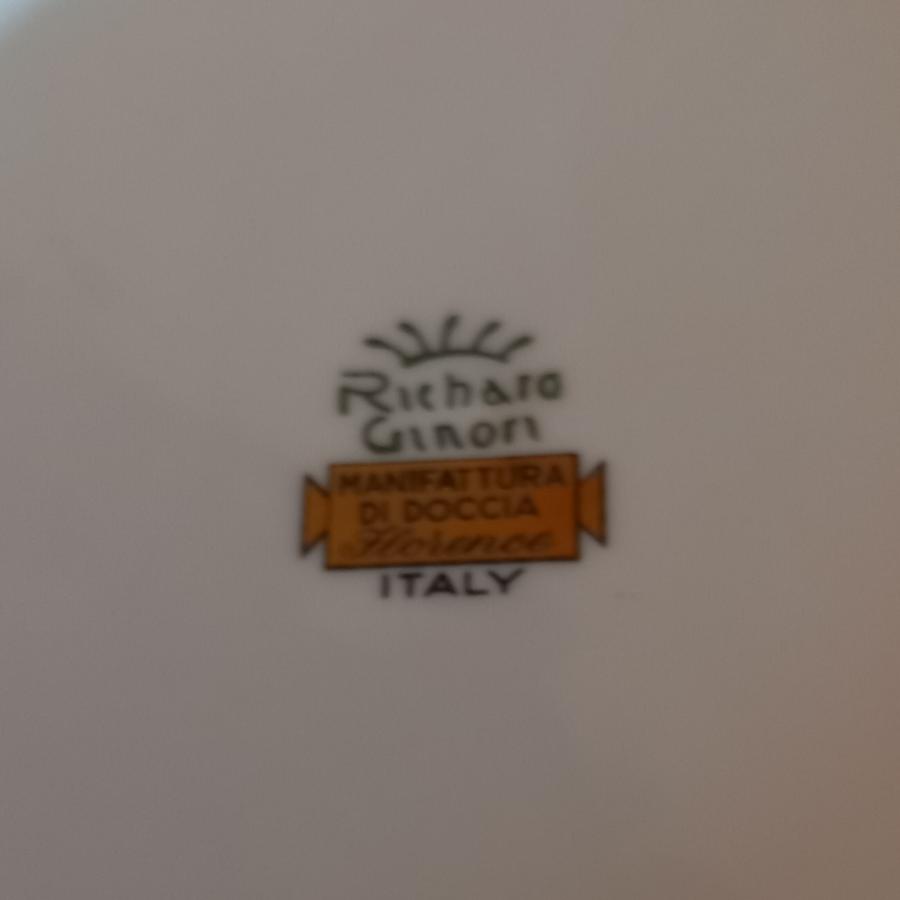 Richard
Ginori
MANIFATTURA
DI DOCCIA
Florence
ITALY